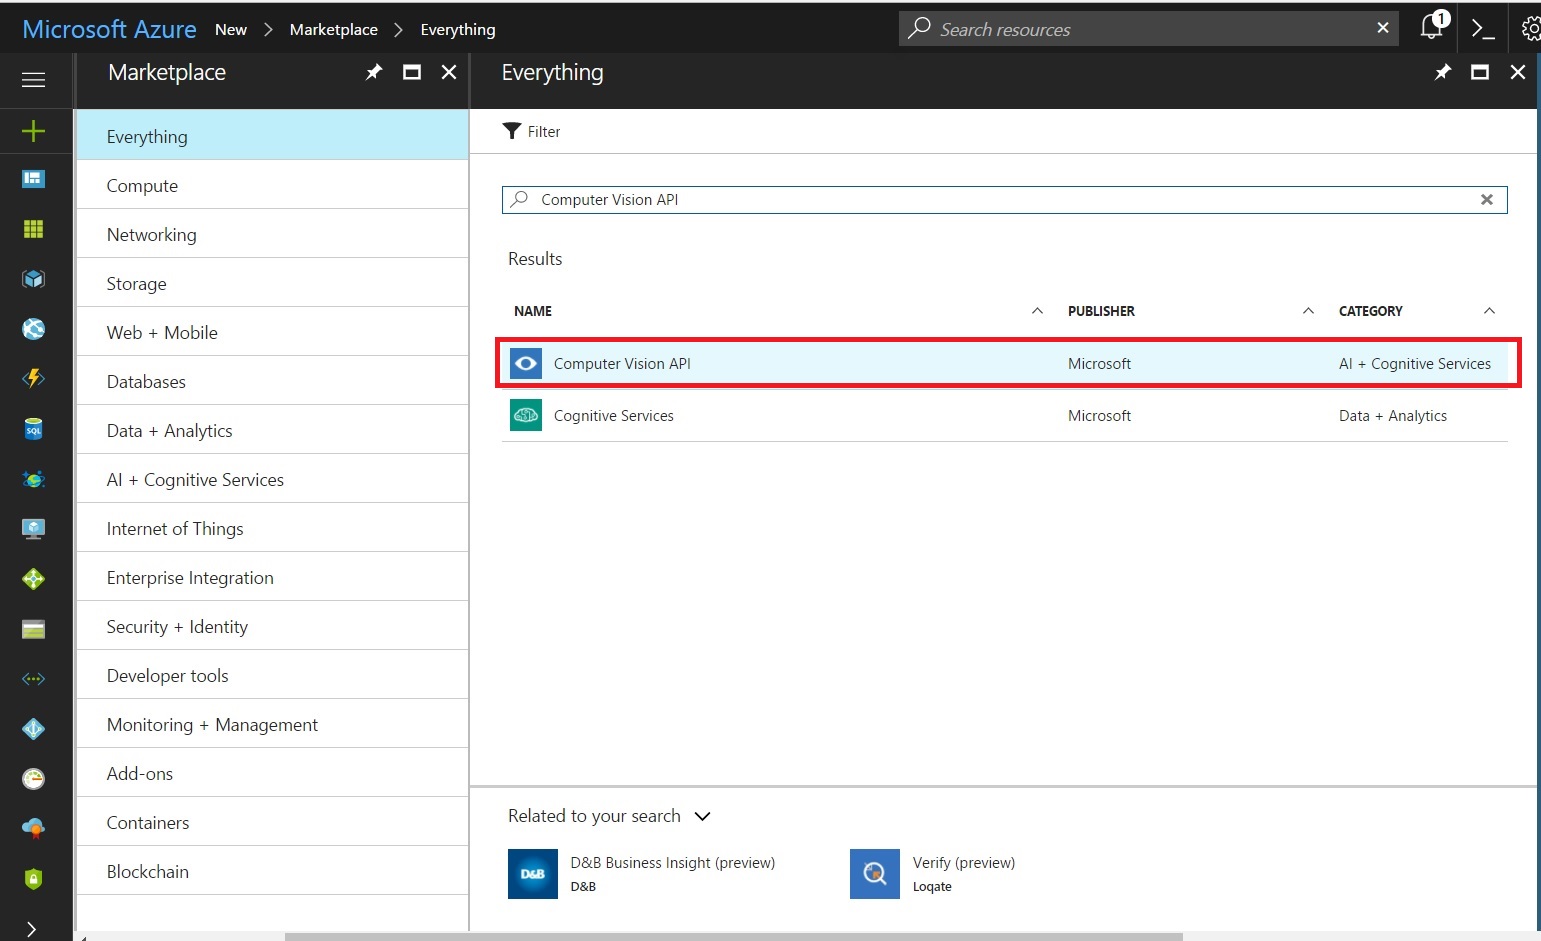 Microsoft Azure New Marketplace Everything
Search resources
1
Marketplace
Everything
Everything
Compute
Networking
Storage
Web + Mobile
Databases
Data + Analytics
AI + Cognitive Services
Internet of Things
Enterprise Integration
Security + Identity
Developer tools
Monitoring + Management
Add-ons
Containers
Blockchain
SQL
Filter
Computer Vision API
Results
NAME PUBLISHER CATEGORY
Computer Vision API Microsoft AI + Cognitive Services
Cognitive Services Microsoft Data + Analytics
Related to your search
D&B
D&B Business Insight (preview)
D&B
Verify (preview)
Loqate